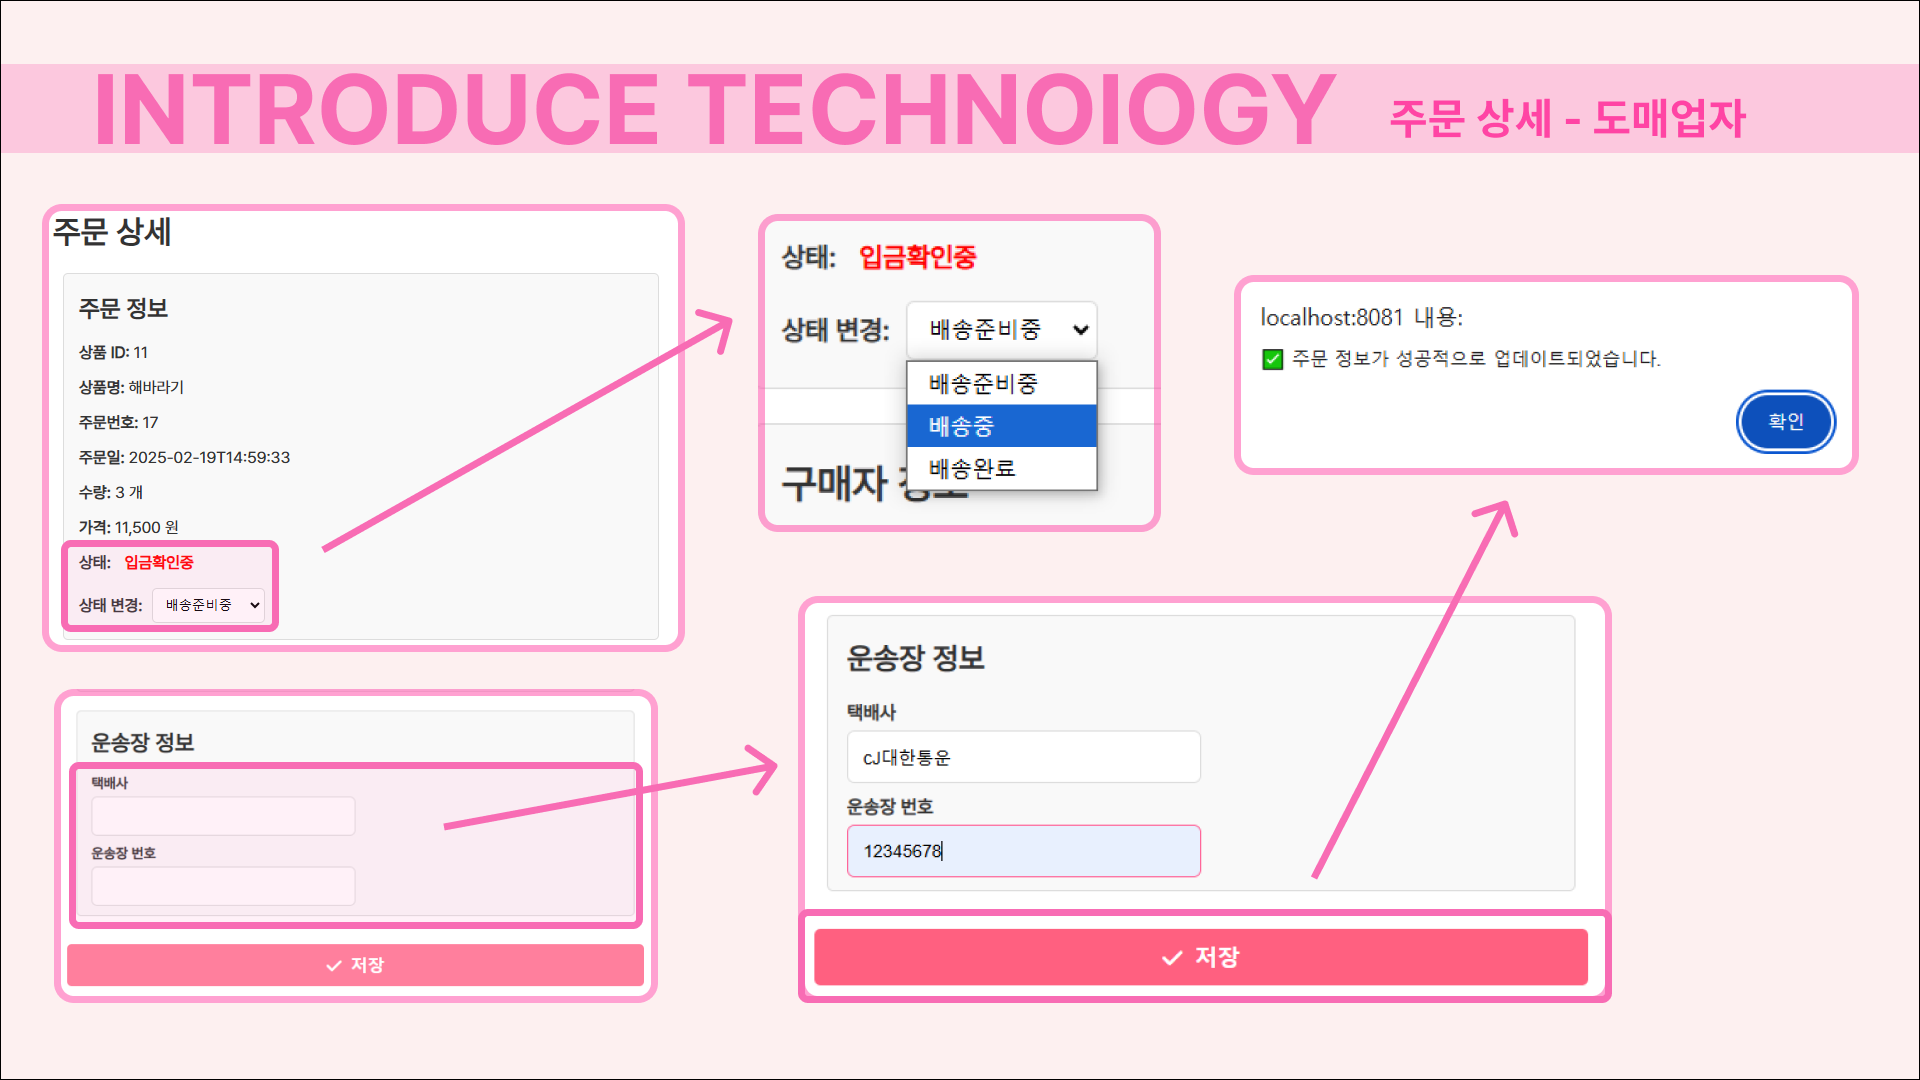 INTRODUCE TECHNOIOGY 주문 상세 - 도매업자
주문 상세
주문 정보
상품 ID: 11
상품명: 해바라기
주문번호: 17
주문일: 2025-02-19T14:59:33
수량: 3 개
가격: 11,500 원
상태: 입금확인중
상태 변경: 배송준비중
상태: 입금확인중
상태 변경: 배송준비중
배송준비중
배송중
배송완료
구매자 정보
localhost:8081 내용:
✅ 주문 정보가 성공적으로 업데이트되었습니다.
확인
운송장 정보
택배사
운송장 번호
✓ 저장
운송장 정보
택배사
cJ대한통운
운송장 번호
12345678
✓ 저장